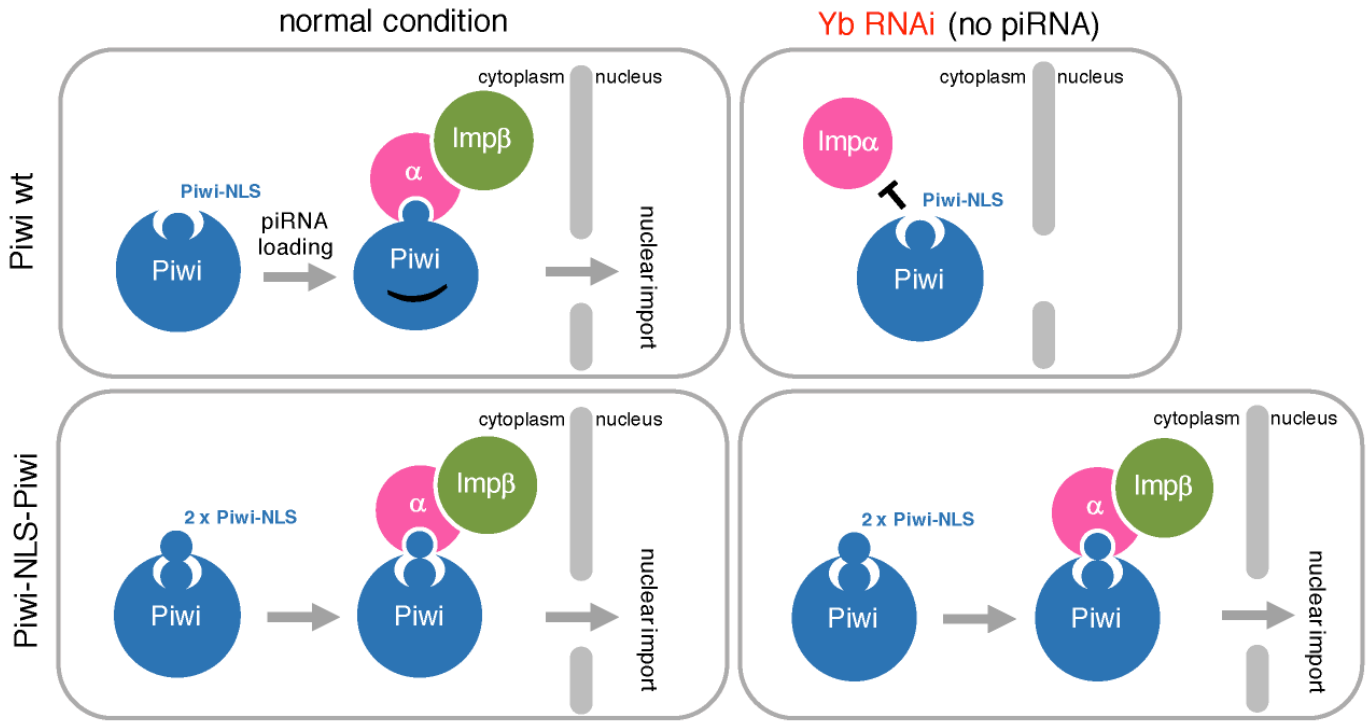 normal condition
Yb RNAi (no piRNA)
Piwi wt
cytoplasm nucleus
Impβ
α
Piwi-NLS
piRNA
loading
Piwi
Piwi
nuclear import
cytoplasm nucleus
Impα
Piwi-NLS
Piwi
Piwi-NLS-Piwi
cytoplasm nucleus
Impβ
α
2 x Piwi-NLS
Piwi
Piwi
nuclear import
cytoplasm nucleus
Impβ
α
2 x Piwi-NLS
Piwi
Piwi
nuclear import